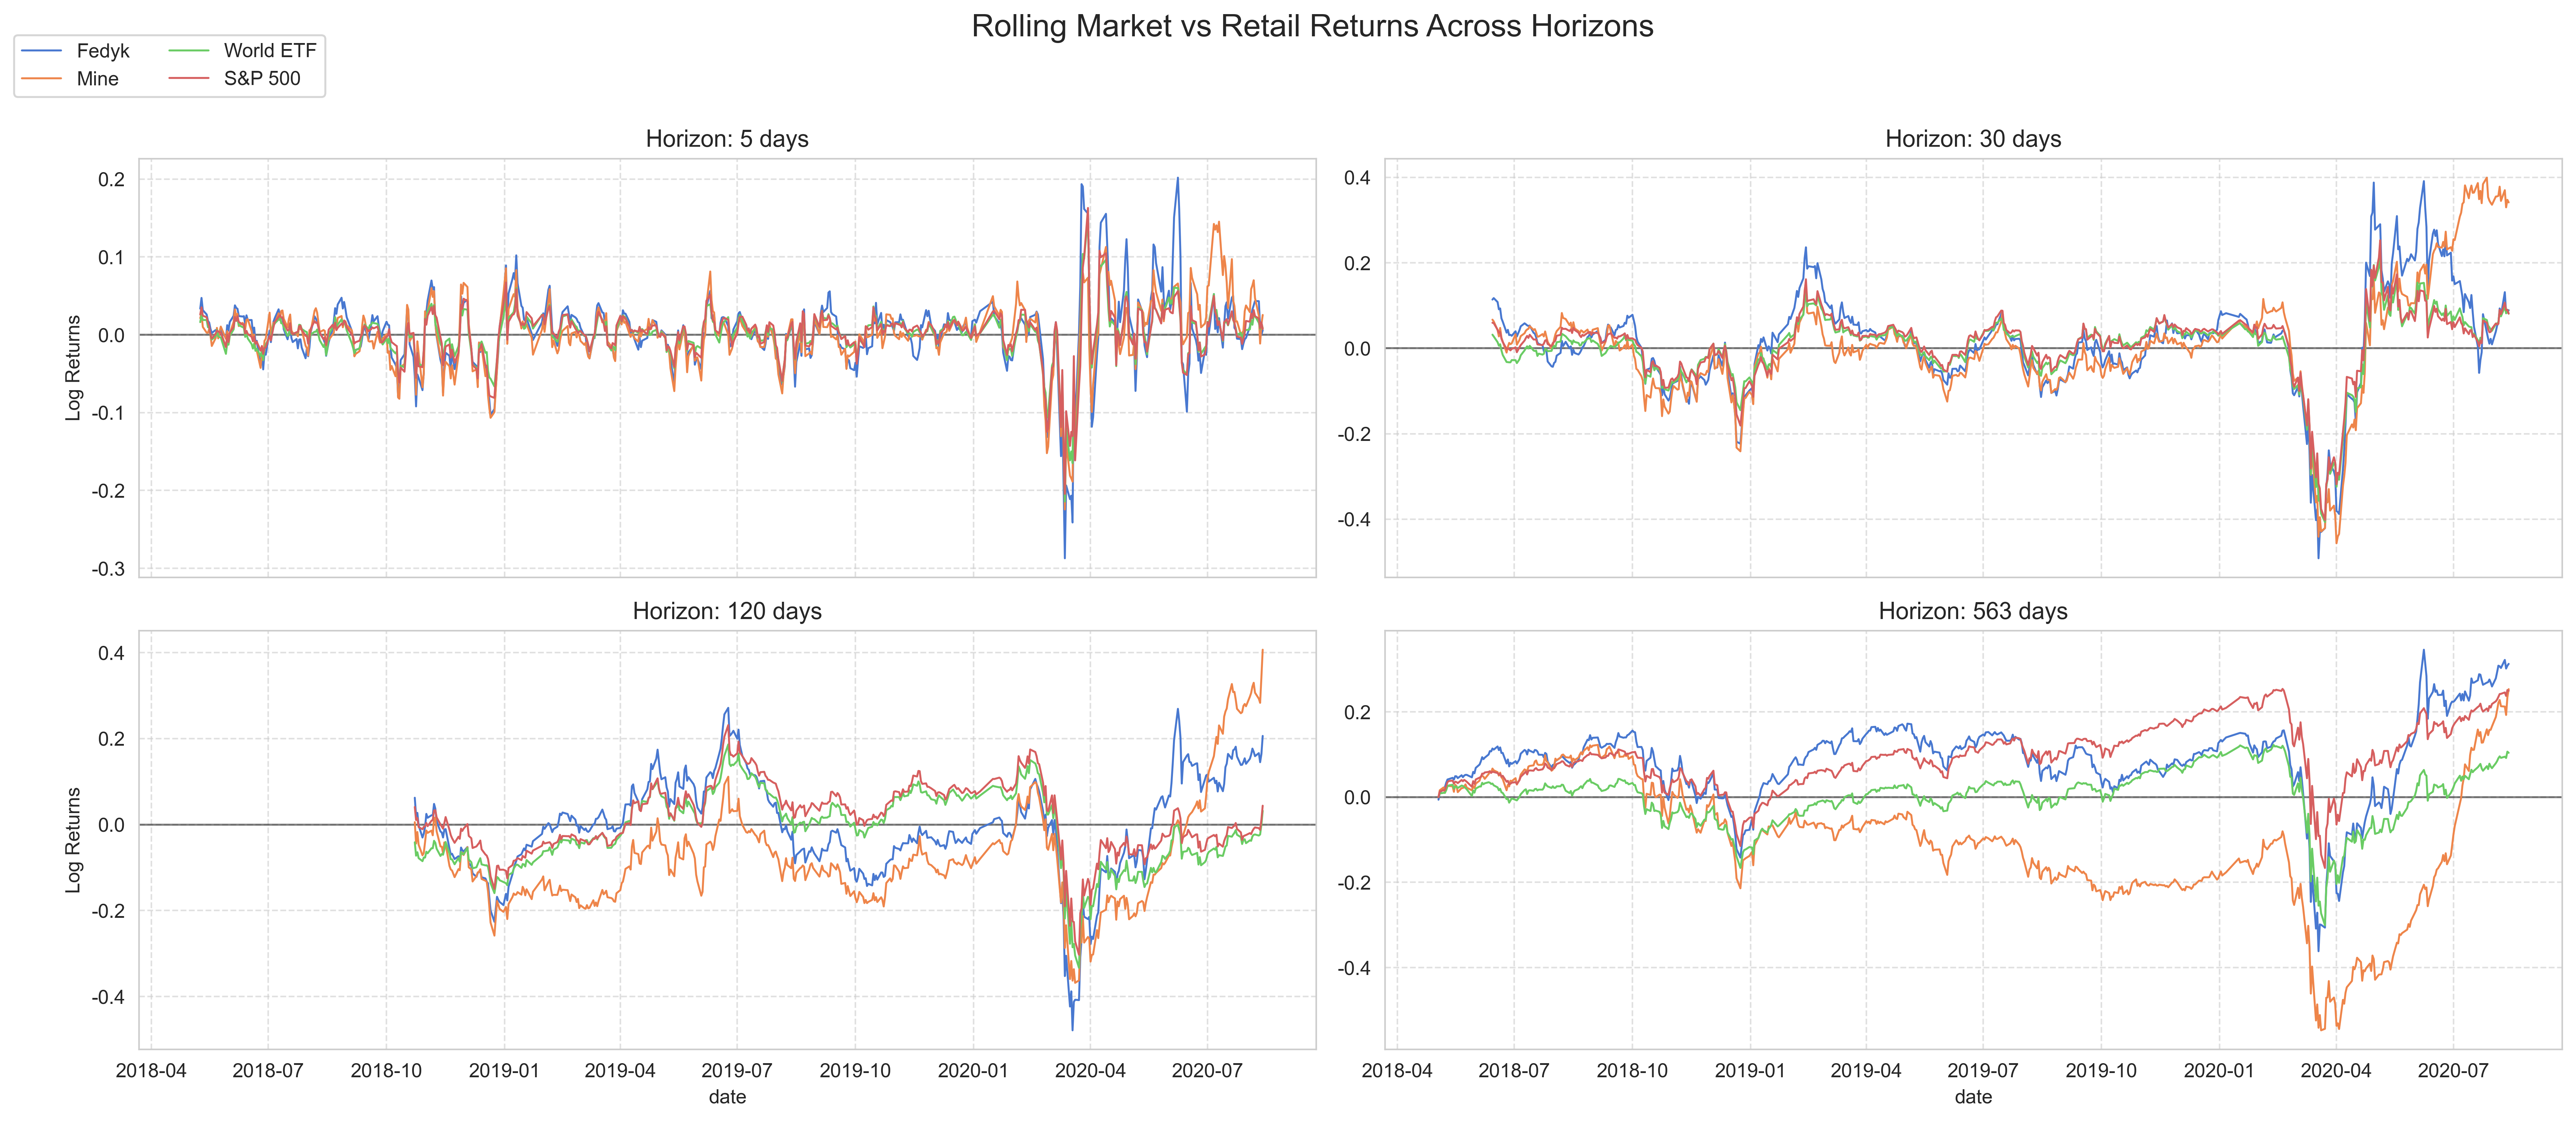 Rolling Market vs Retail Returns Across Horizons
Fedyk
World ETF
Mine
S&P 500
Horizon: 5 days
Horizon: 30 days
0.2
0.1
0.0
-0.1
-0.2
-0.3
Log Returns
0.4
0.2
0.0
-0.2
-0.4
Horizon: 120 days
Horizon: 563 days
0.4
0.2
0.0
-0.2
-0.4
Log Returns
0.2
0.0
-0.2
-0.4
2018-04 2018-07 2018-10 2019-01 2019-04 2019-07 2019-10 2020-01 2020-04 2020-07
date
2018-04 2018-07 2018-10 2019-01 2019-04 2019-07 2019-10 2020-01 2020-04 2020-07
date